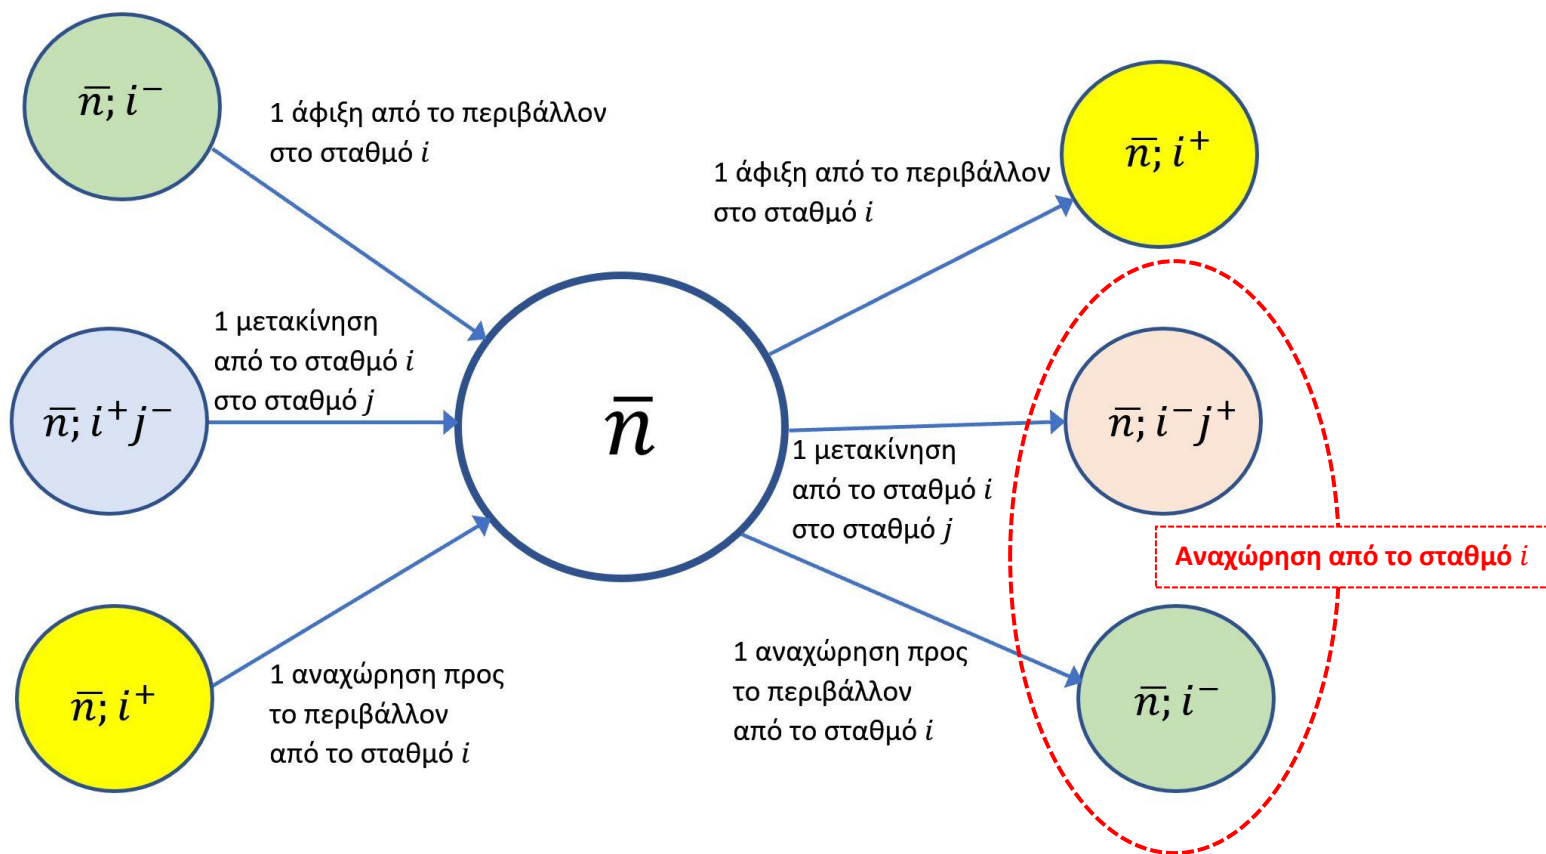 n̅; i⁻
1 άφιξη από το περιβάλλον
στο σταθμό i
n̅; i⁺j⁻
1 μετακίνηση
από το σταθμό i
στο σταθμό j
n̅; i⁺
1 αναχώρηση προς
το περιβάλλον
από το σταθμό i
n̅
1 άφιξη από το περιβάλλον
στο σταθμό i
n̅; i⁺
1 μετακίνηση
από το σταθμό i
στο σταθμό j
n̅; i⁻j⁺
1 αναχώρηση προς
το περιβάλλον
από το σταθμό i
n̅; i⁻
Αναχώρηση από το σταθμό i